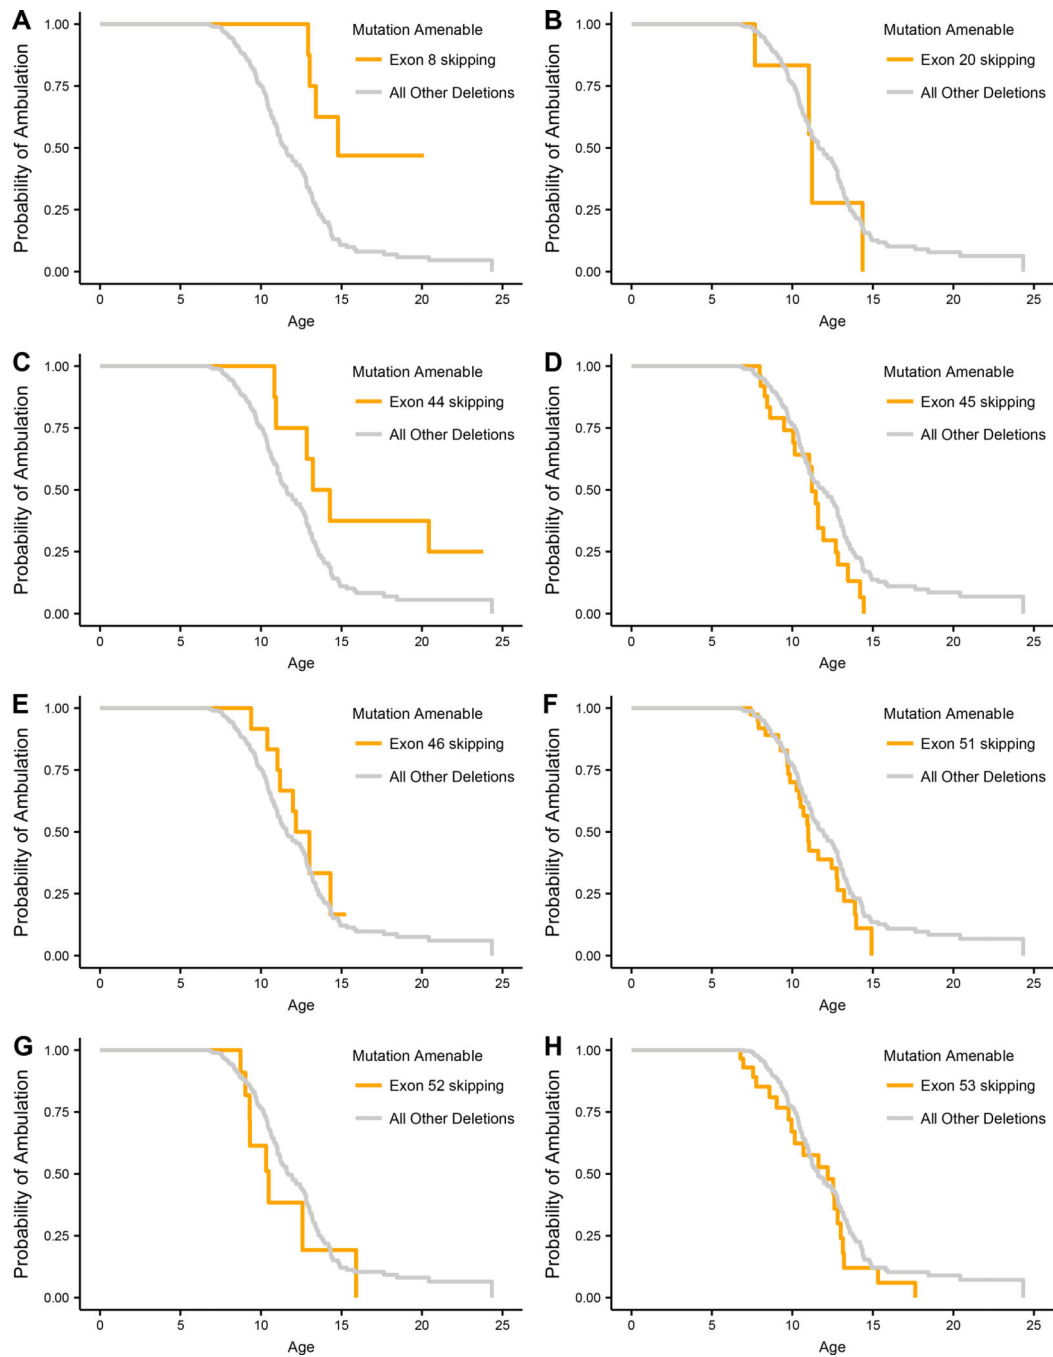 A
Mutation Amenable
Exon 8 skipping
All Other Deletions
Probability of Ambulation
1.00
0.75
0.50
0.25
0.00
0 5 10 15 20 25
Age
B
Mutation Amenable
Exon 20 skipping
All Other Deletions
Probability of Ambulation
1.00
0.75
0.50
0.25
0.00
0 5 10 15 20 25
Age
C
Mutation Amenable
Exon 44 skipping
All Other Deletions
Probability of Ambulation
1.00
0.75
0.50
0.25
0.00
0 5 10 15 20 25
Age
D
Mutation Amenable
Exon 45 skipping
All Other Deletions
Probability of Ambulation
1.00
0.75
0.50
0.25
0.00
0 5 10 15 20 25
Age
E
Mutation Amenable
Exon 46 skipping
All Other Deletions
Probability of Ambulation
1.00
0.75
0.50
0.25
0.00
0 5 10 15 20 25
Age
F
Mutation Amenable
Exon 51 skipping
All Other Deletions
Probability of Ambulation
1.00
0.75
0.50
0.25
0.00
0 5 10 15 20 25
Age
G
Mutation Amenable
Exon 52 skipping
All Other Deletions
Probability of Ambulation
1.00
0.75
0.50
0.25
0.00
0 5 10 15 20 25
Age
H
Mutation Amenable
Exon 53 skipping
All Other Deletions
Probability of Ambulation
1.00
0.75
0.50
0.25
0.00
0 5 10 15 20 25
Age